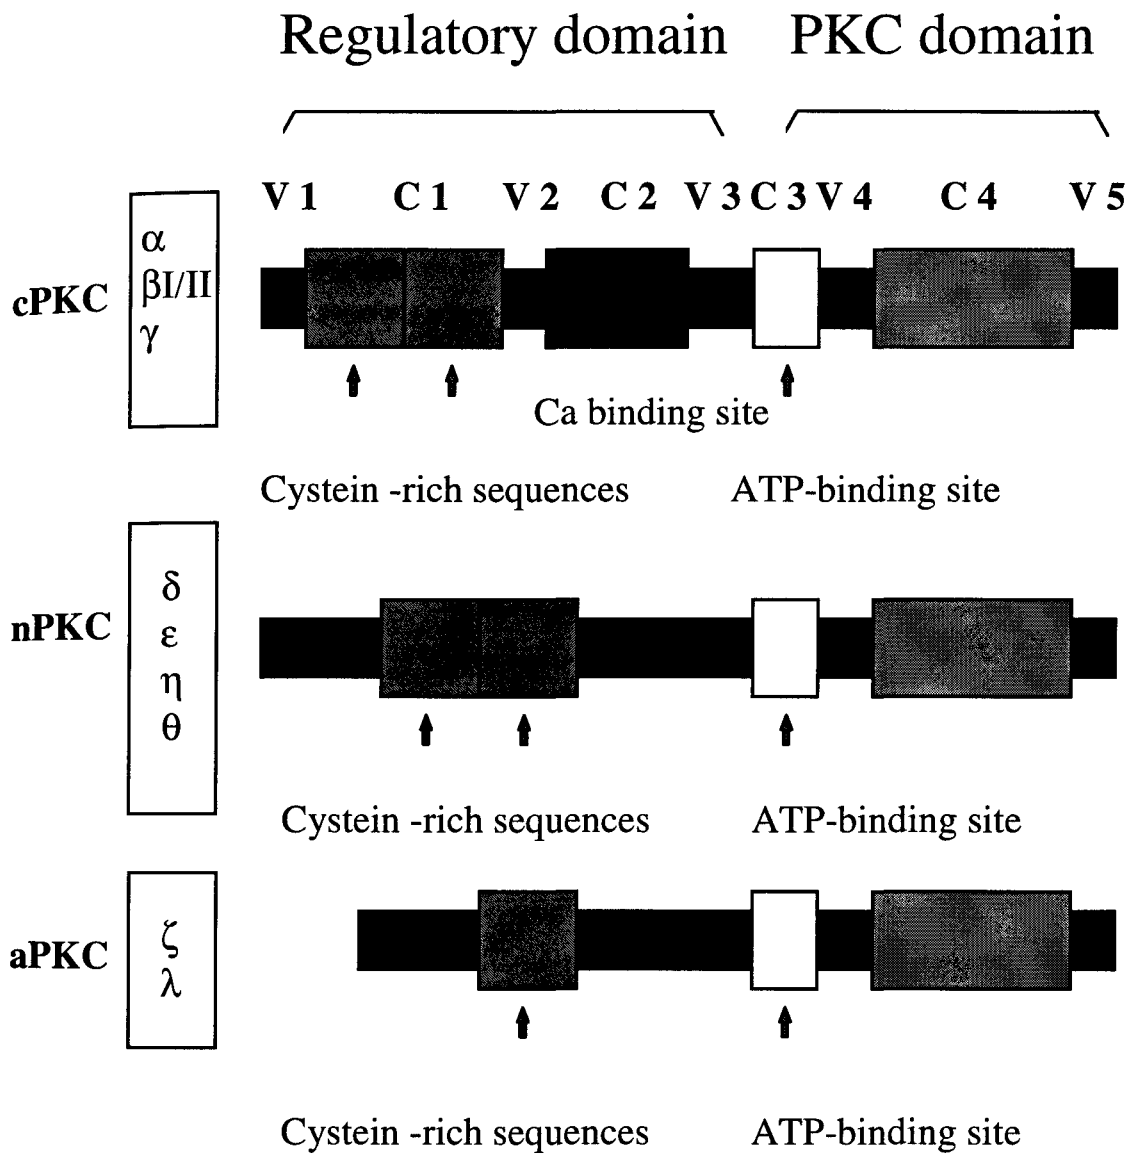 Regulatory domain PKC domain
V 1 C 1 V 2 C 2 V 3 C 3 V 4 C 4 V 5
cPKC
α
βI/II
γ
Ca binding site
Cystein -rich sequences ATP-binding site
nPKC
δ
ε
η
θ
Cystein -rich sequences ATP-binding site
aPKC
ζ
λ
Cystein -rich sequences ATP-binding site